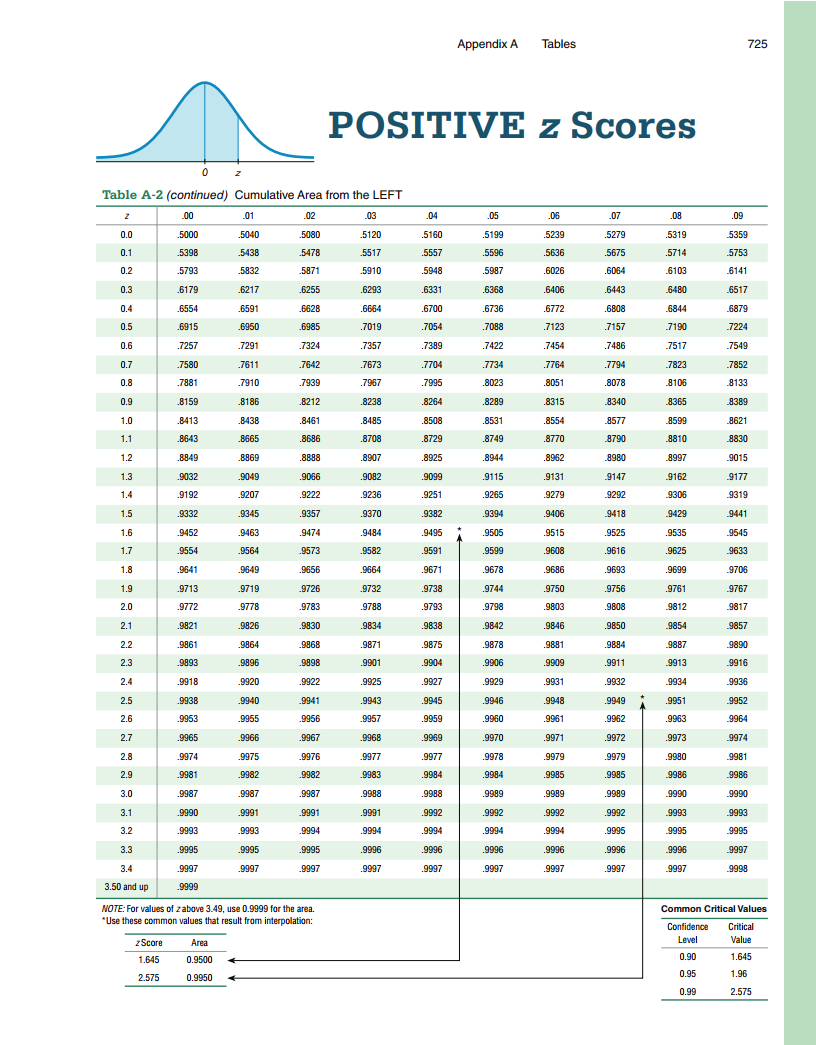 Appendix A Tables 725
POSITIVE z Scores
0 z
Table A-2 (continued) Cumulative Area from the LEFT
z .00 .01 .02 .03 .04 .05 .06 .07 .08 .09
0.0 .5000 .5040 .5080 .5120 .5160 .5199 .5239 .5279 .5319 .5359
0.1 .5398 .5438 .5478 .5517 .5557 .5596 .5636 .5675 .5714 .5753
0.2 .5793 .5832 .5871 .5910 .5948 .5987 .6026 .6064 .6103 .6141
0.3 .6179 .6217 .6255 .6293 .6331 .6368 .6406 .6443 .6480 .6517
0.4 .6554 .6591 .6628 .6664 .6700 .6736 .6772 .6808 .6844 .6879
0.5 .6915 .6950 .6985 .7019 .7054 .7088 .7123 .7157 .7190 .7224
0.6 .7257 .7291 .7324 .7357 .7389 .7422 .7454 .7486 .7517 .7549
0.7 .7580 .7611 .7642 .7673 .7704 .7734 .7764 .7794 .7823 .7852
0.8 .7881 .7910 .7939 .7967 .7995 .8023 .8051 .8078 .8106 .8133
0.9 .8159 .8186 .8212 .8238 .8264 .8289 .8315 .8340 .8365 .8389
1.0 .8413 .8438 .8461 .8485 .8508 .8531 .8554 .8577 .8599 .8621
1.1 .8643 .8665 .8686 .8708 .8729 .8749 .8770 .8790 .8810 .8830
1.2 .8849 .8869 .8888 .8907 .8925 .8944 .8962 .8980 .8997 .9015
1.3 .9032 .9049 .9066 .9082 .9099 .9115 .9131 .9147 .9162 .9177
1.4 .9192 .9207 .9222 .9236 .9251 .9265 .9279 .9292 .9306 .9319
1.5 .9332 .9345 .9357 .9370 .9382 .9394 .9406 .9418 .9429 .9441
1.6 .9452 .9463 .9474 .9484 .9495 * .9505 .9515 .9525 .9535 .9545
1.7 .9554 .9564 .9573 .9582 .9591 .9599 .9608 .9616 .9625 .9633
1.8 .9641 .9649 .9656 .9664 .9671 .9678 .9686 .9693 .9699 .9706
1.9 .9713 .9719 .9726 .9732 .9738 .9744 .9750 .9756 .9761 .9767
2.0 .9772 .9778 .9783 .9788 .9793 .9798 .9803 .9808 .9812 .9817
2.1 .9821 .9826 .9830 .9834 .9838 .9842 .9846 .9850 .9854 .9857
2.2 .9861 .9864 .9868 .9871 .9875 .9878 .9881 .9884 .9887 .9890
2.3 .9893 .9896 .9898 .9901 .9904 .9906 .9909 .9911 .9913 .9916
2.4 .9918 .9920 .9922 .9925 .9927 .9929 .9931 .9932 .9934 .9936
2.5 .9938 .9940 .9941 .9943 .9945 .9946 .9948 .9949 * .9951 .9952
2.6 .9953 .9955 .9956 .9957 .9959 .9960 .9961 .9962 .9963 .9964
2.7 .9965 .9966 .9967 .9968 .9969 .9970 .9971 .9972 .9973 .9974
2.8 .9974 .9975 .9976 .9977 .9977 .9978 .9979 .9979 .9980 .9981
2.9 .9981 .9982 .9982 .9983 .9984 .9984 .9985 .9985 .9986 .9986
3.0 .9987 .9987 .9987 .9988 .9988 .9989 .9989 .9989 .9990 .9990
3.1 .9990 .9991 .9991 .9991 .9992 .9992 .9992 .9992 .9993 .9993
3.2 .9993 .9993 .9994 .9994 .9994 .9994 .9994 .9995 .9995 .9995
3.3 .9995 .9995 .9995 .9996 .9996 .9996 .9996 .9996 .9996 .9997
3.4 .9997 .9997 .9997 .9997 .9997 .9997 .9997 .9997 .9997 .9998
3.50 and up .9999
NOTE: For values of z above 3.49, use 0.9999 for the area.
*Use these common values that result from interpolation:
z Score Area
1.645 0.9500
2.575 0.9950
Common Critical Values
Confidence Critical
Level Value
0.90 1.645
0.95 1.96
0.99 2.575